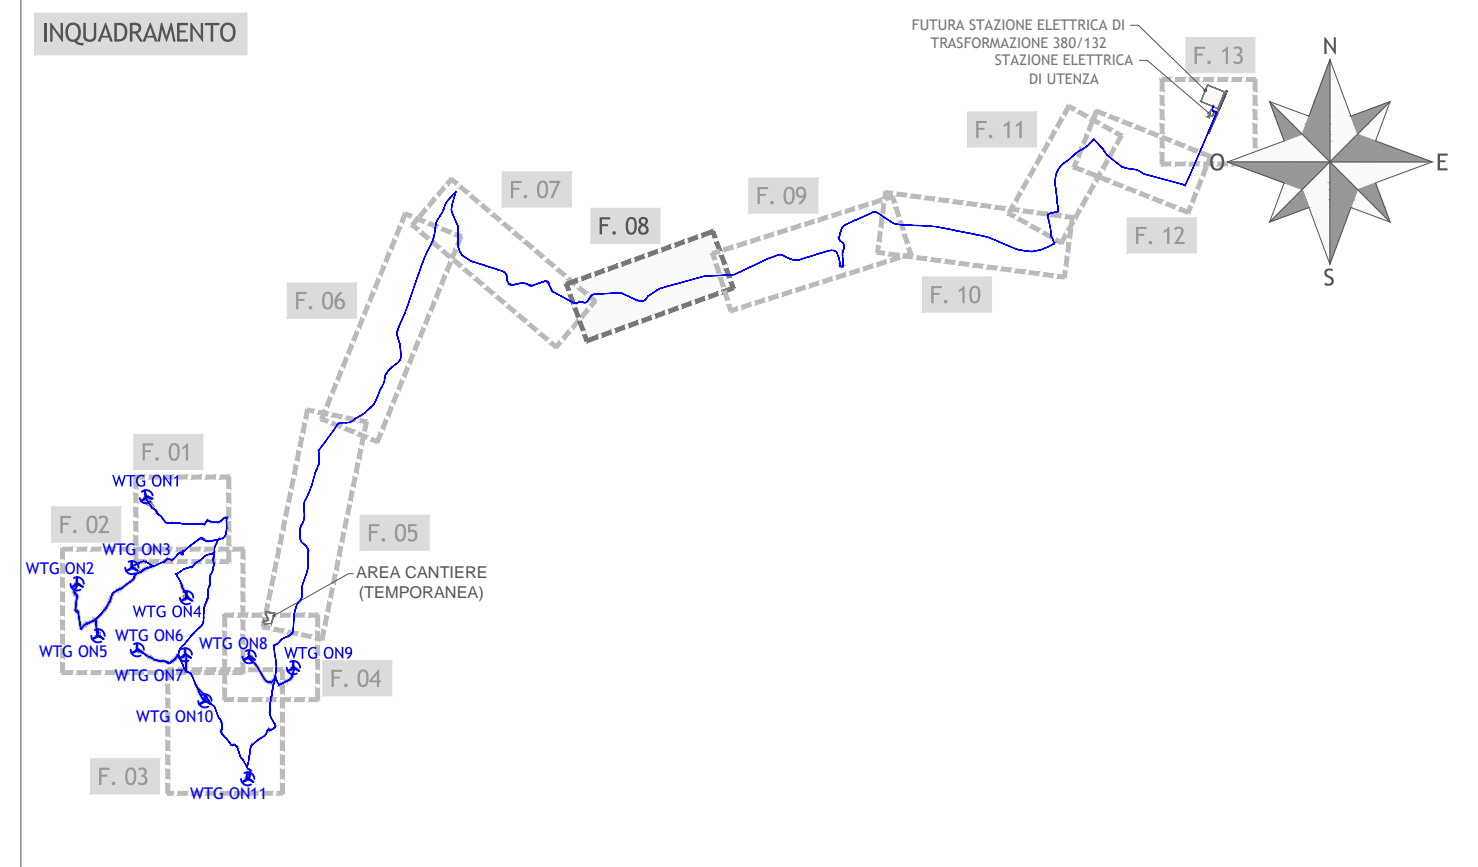 INQUADRAMENTO
FUTURA STAZIONE ELETTRICA DI
TRASFORMAZIONE 380/132
STAZIONE ELETTRICA
DI UTENZA
F. 13
N
O
E
S
F. 11
F. 12
F. 07
F. 09
F. 08
F. 10
F. 06
F. 01
WTG ON1
F. 02
F. 05
WTG ON3
WTG ON2
AREA CANTIERE
(TEMPORANEA)
WTG ON4
WTG ON6
WTG ON8
WTG ON5
WTG ON9
WTG ON7
F. 04
WTG ON10
F. 03
WTG ON11